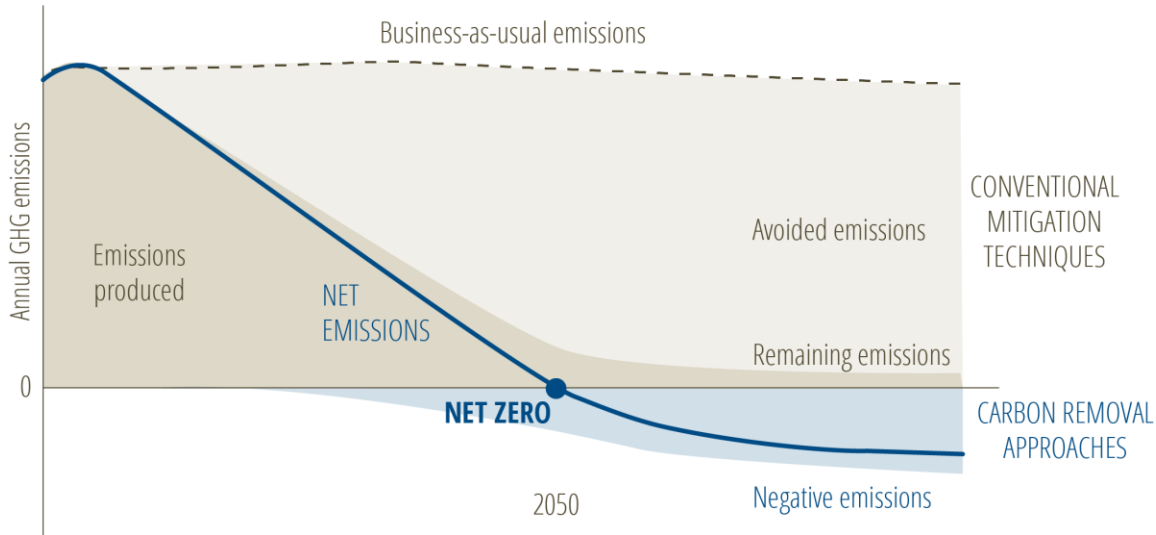 Business-as-usual emissions
Annual GHG emissions
CONVENTIONAL
MITIGATION
TECHNIQUES
Avoided emissions
Emissions
produced
NET
EMISSIONS
Remaining emissions
0
NET ZERO
CARBON REMOVAL
APPROACHES
Negative emissions
2050